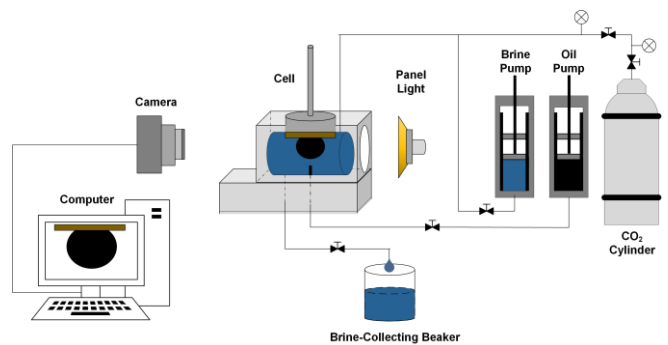 Brine
Pump
Oil
Pump
Cell
Panel
Light
Camera
Computer
CO₂
Cylinder
Brine-Collecting Beaker